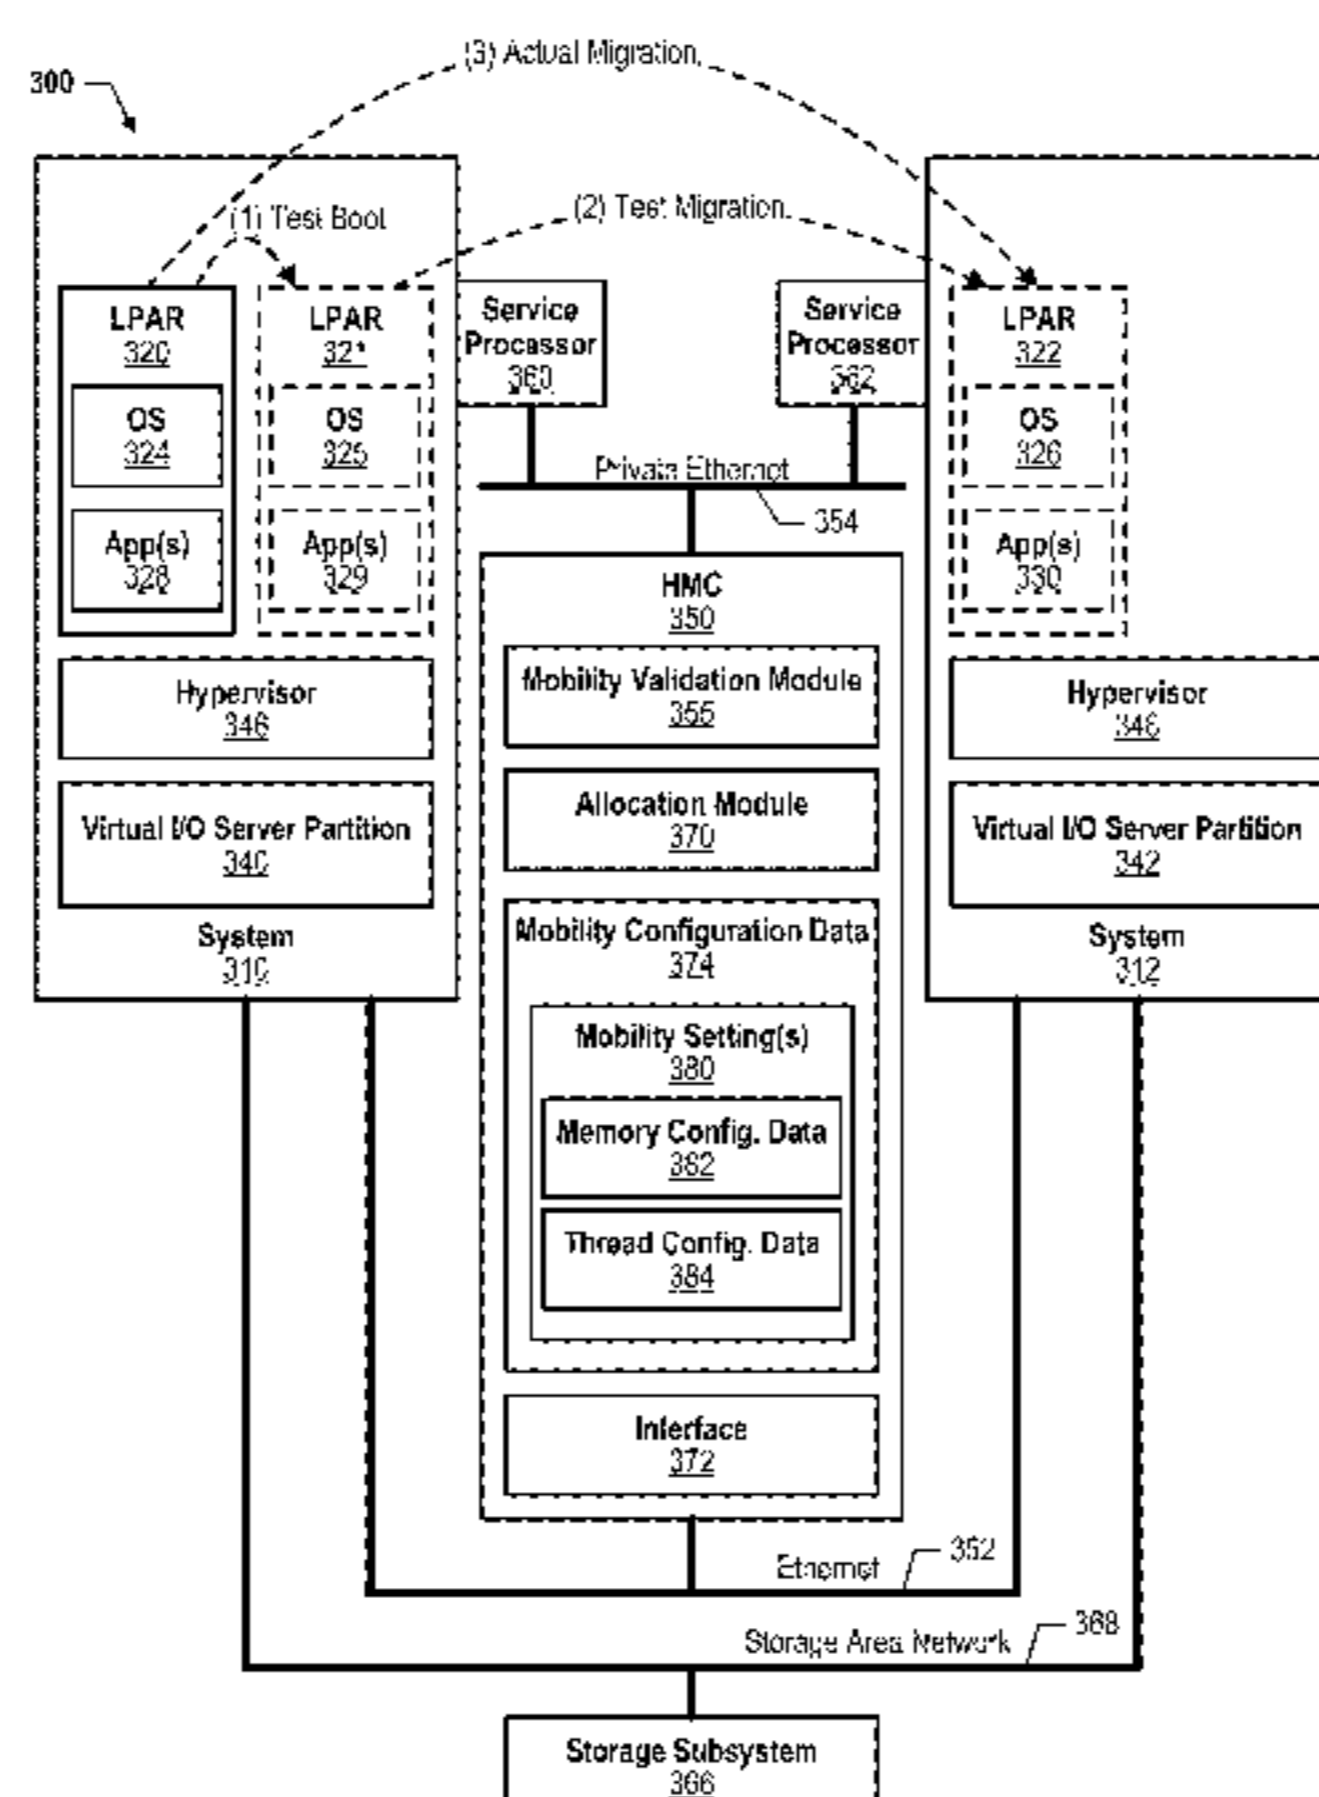 (3) Actual Migration
300
(1) Test Boot
(2) Test Migration
LPAR
320
OS
324
App(s)
328
LPAR
321
OS
325
App(s)
329
Service
Processor
360
Service
Processor
362
LPAR
322
OS
326
App(s)
330
Private Ethernet
354
Hypervisor
346
Virtual I/O Server Partition
340
System
310
HMC
350
Mobility Validation Module
355
Allocation Module
370
Mobility Configuration Data
374
Mobility Setting(s)
380
Memory Config. Data
382
Thread Config. Data
384
Interface
372
Hypervisor
348
Virtual I/O Server Partition
342
System
312
Ethernet
352
Storage Area Network
368
Storage Subsystem
366